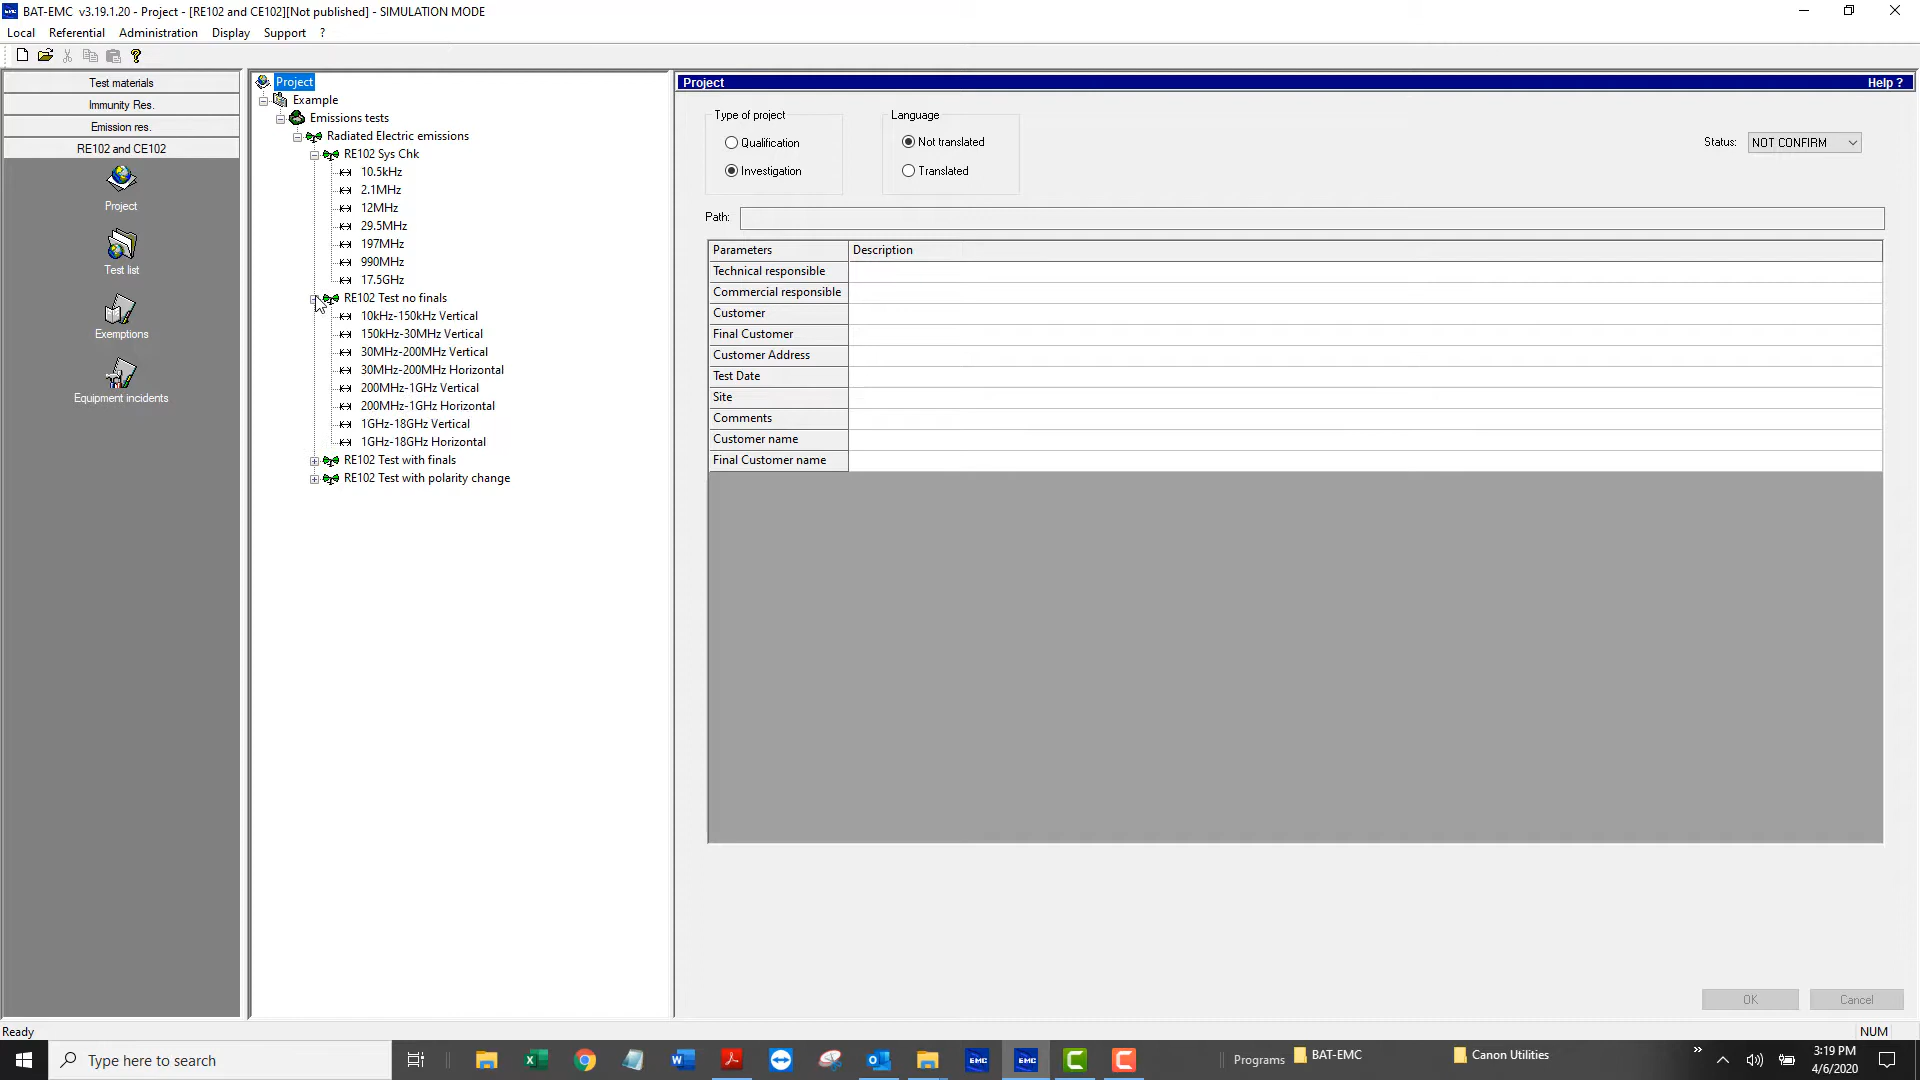 BAT-EMC v3.19.1.20 - Project - [RE102 and CE102][Not published] - SIMULATION MODE
Local Referential Administration Display Support ?
Test materials
Immunity Res.
Emission res.
RE102 and CE102
Project
Test list
Exemptions
Equipment incidents
Project
Example
Emissions tests
Radiated Electric emissions
RE102 Sys Chk
10.5kHz
2.1MHz
12MHz
29.5MHz
197MHz
990MHz
17.5GHz
RE102 Test no finals
10kHz-150kHz Vertical
150kHz-30MHz Vertical
30MHz-200MHz Vertical
30MHz-200MHz Horizontal
200MHz-1GHz Vertical
200MHz-1GHz Horizontal
1GHz-18GHz Vertical
1GHz-18GHz Horizontal
RE102 Test with finals
RE102 Test with polarity change
Project Help ?
Type of project
Qualification
Investigation
Language
Not translated
Translated
Status: NOT CONFIRM
Path:
Parameters Description
Technical responsible
Commercial responsible
Customer
Final Customer
Customer Address
Test Date
Site
Comments
Customer name
Final Customer name
OK Cancel
Ready NUM
Type here to search
EMC
EMC
Programs
BAT-EMC
Canon Utilities
3:19 PM
4/6/2020